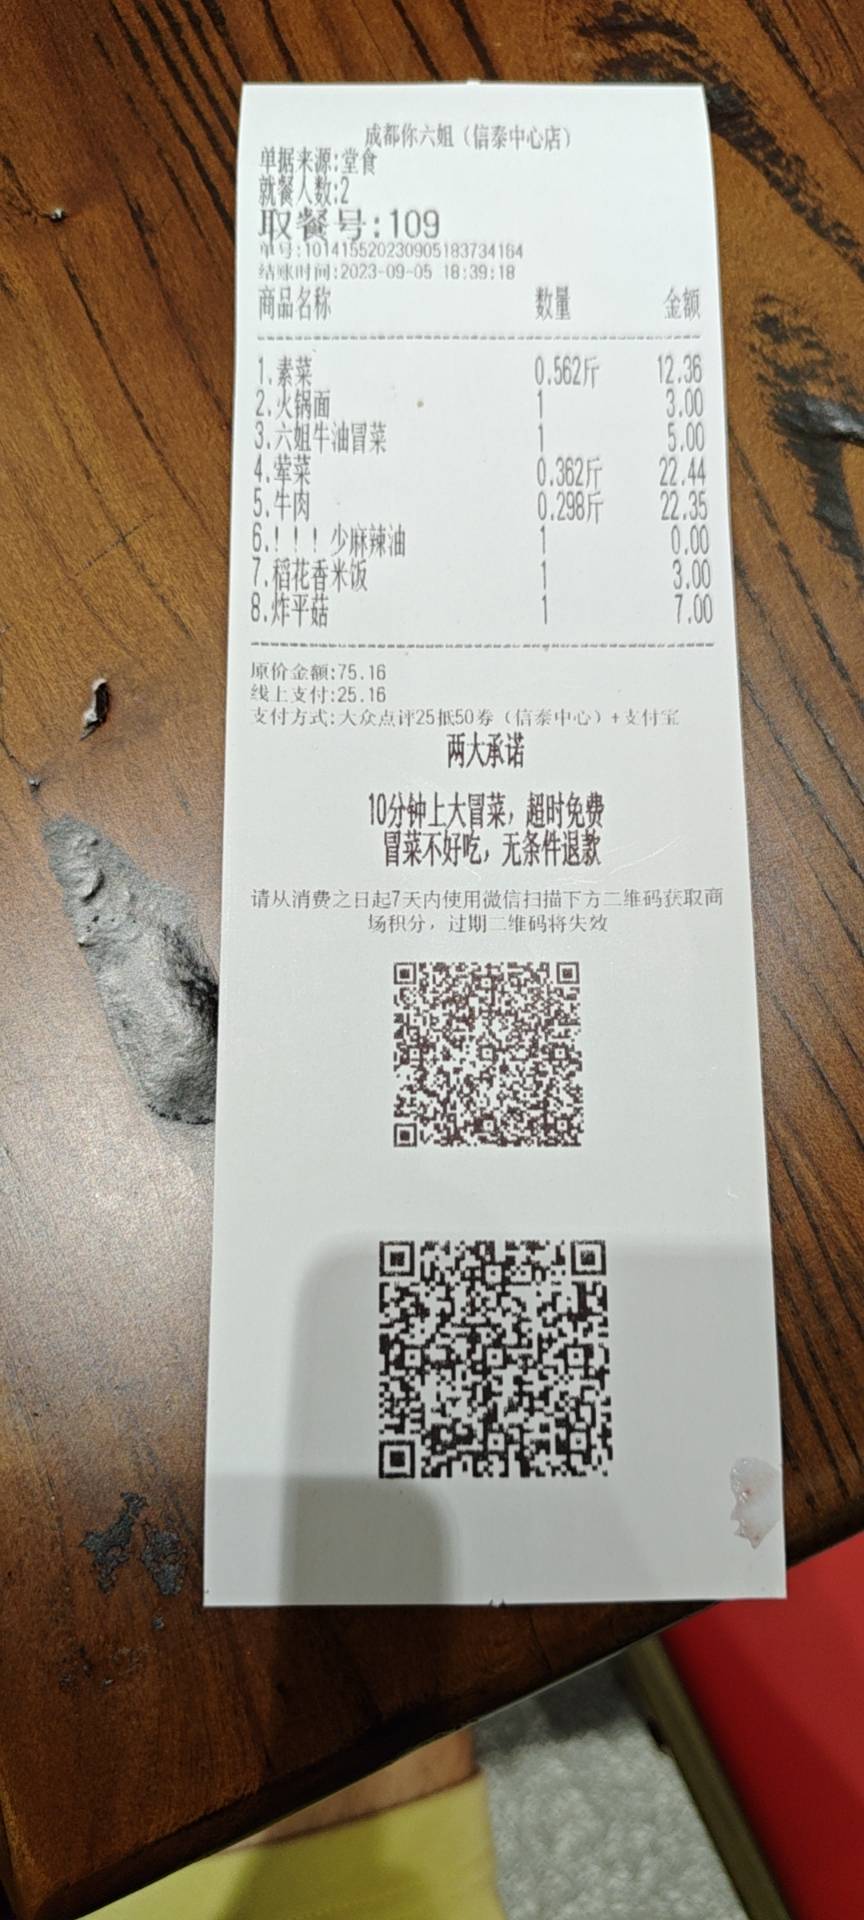 成都你六姐（信泰中心店）
单据来源:堂食
就餐人数:2
取餐号:109
单号:101415520230905183734164
结账时间:2023-09-05 18:39:18
商品名称 数量 金额
1.素菜 0.562斤 12.36
2.火锅面 1 3.00
3.六姐牛油冒菜 1 5.00
4.荤菜 0.362斤 22.44
5.牛肉 0.298斤 22.35
6.！！！少麻辣油 1 0.00
7.稻花香米饭 1 3.00
8.炸平菇 1 7.00
原价金额:75.16
线上支付:25.16
支付方式:大众点评25抵50券（信泰中心）+支付宝
两大承诺
10分钟上大冒菜，超时免费
冒菜不好吃，无条件退款
请从消费之日起7天内使用微信扫描下方二维码获取商
场积分，过期二维码将失效